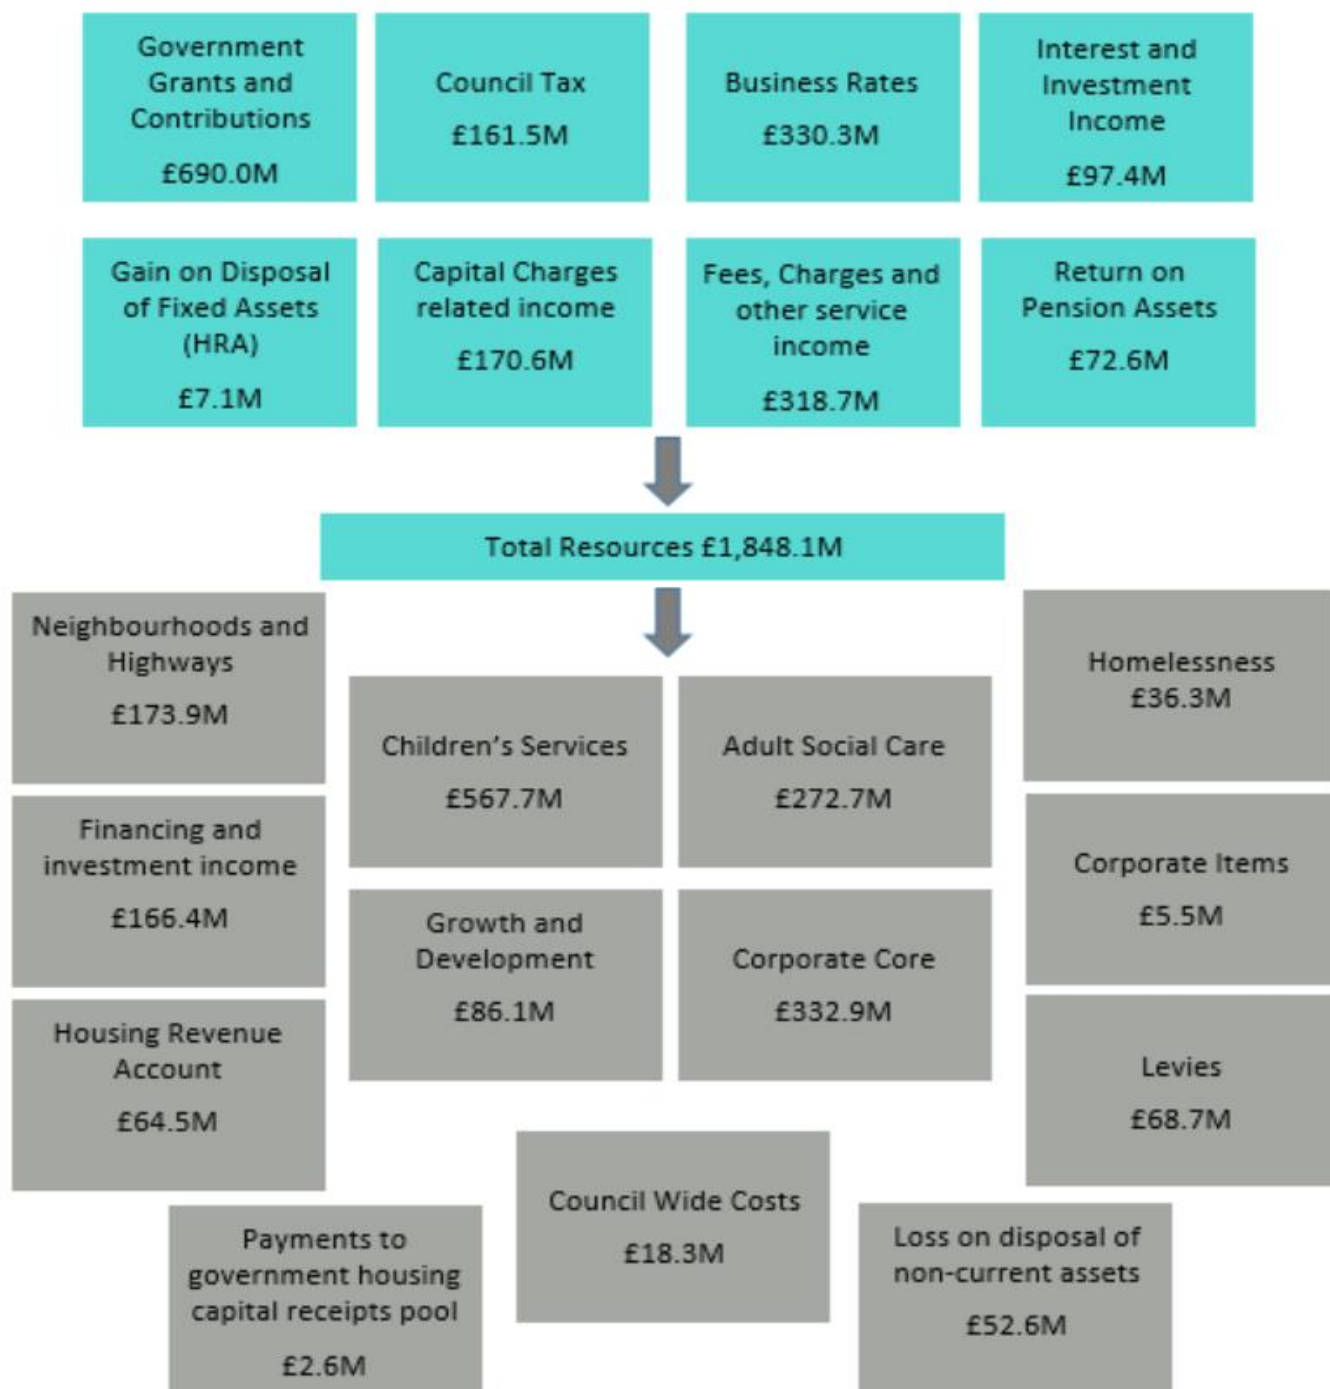 Government
Grants and
Contributions
£690.0M
Council Tax
£161.5M
Business Rates
£330.3M
Interest and
Investment
Income
£97.4M
Gain on Disposal
of Fixed Assets
(HRA)
£7.1M
Capital Charges
related income
£170.6M
Fees, Charges and
other service
income
£318.7M
Return on
Pension Assets
£72.6M
Total Resources £1,848.1M
Neighbourhoods and
Highways
£173.9M
Children's Services
£567.7M
Adult Social Care
£272.7M
Homelessness
£36.3M
Financing and
investment income
£166.4M
Growth and
Development
£86.1M
Corporate Core
£332.9M
Corporate Items
£5.5M
Housing Revenue
Account
£64.5M
Levies
£68.7M
Payments to
government housing
capital receipts pool
£2.6M
Council Wide Costs
£18.3M
Loss on disposal of
non-current assets
£52.6M